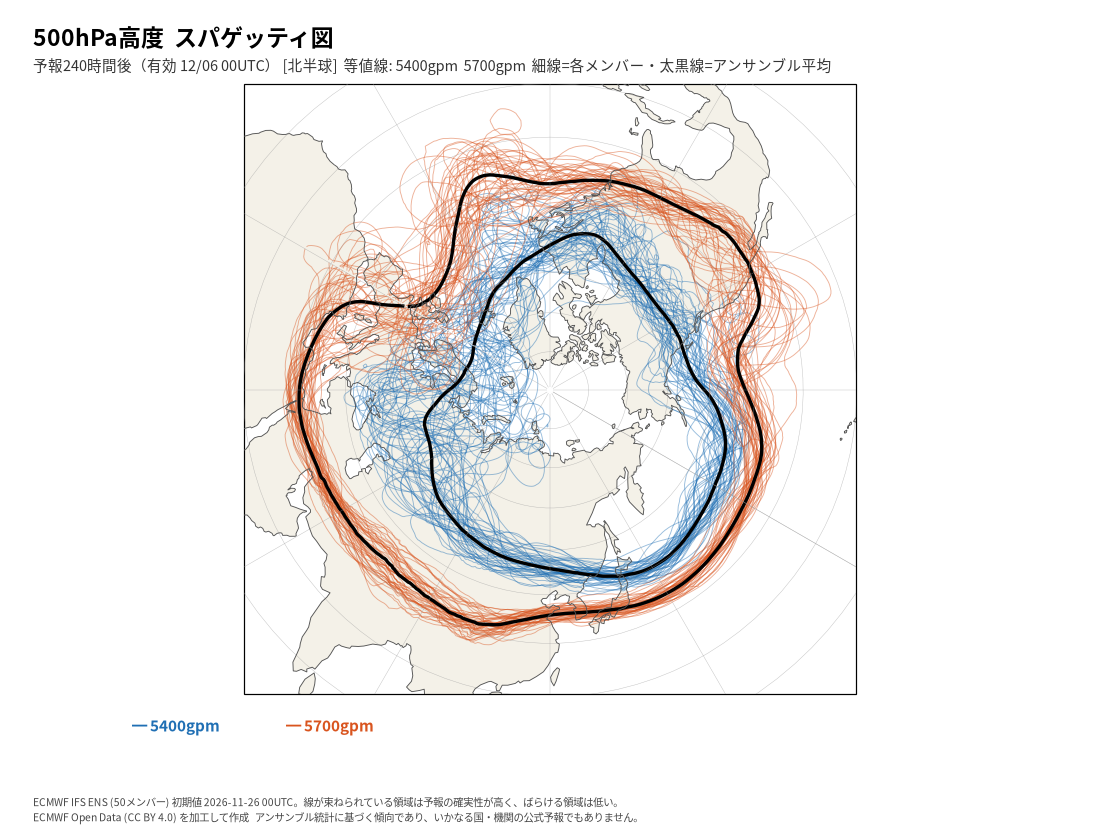 500hPa高度 スパゲッティ図
予報240時間後（有効 12/06 00UTC） [北半球] 等値線: 5400gpm 5700gpm 細線=各メンバー・太黒線=アンサンブル平均
5400gpm 5700gpm
ECMWF IFS ENS (50メンバー) 初期値 2026-11-26 00UTC。線が束ねられている領域は予報の確実性が高く、ばらける領域は低い。
ECMWF Open Data (CC BY 4.0) を加工して作成 アンサンブル統計に基づく傾向であり、いかなる国・機関の公式予報でもありません。